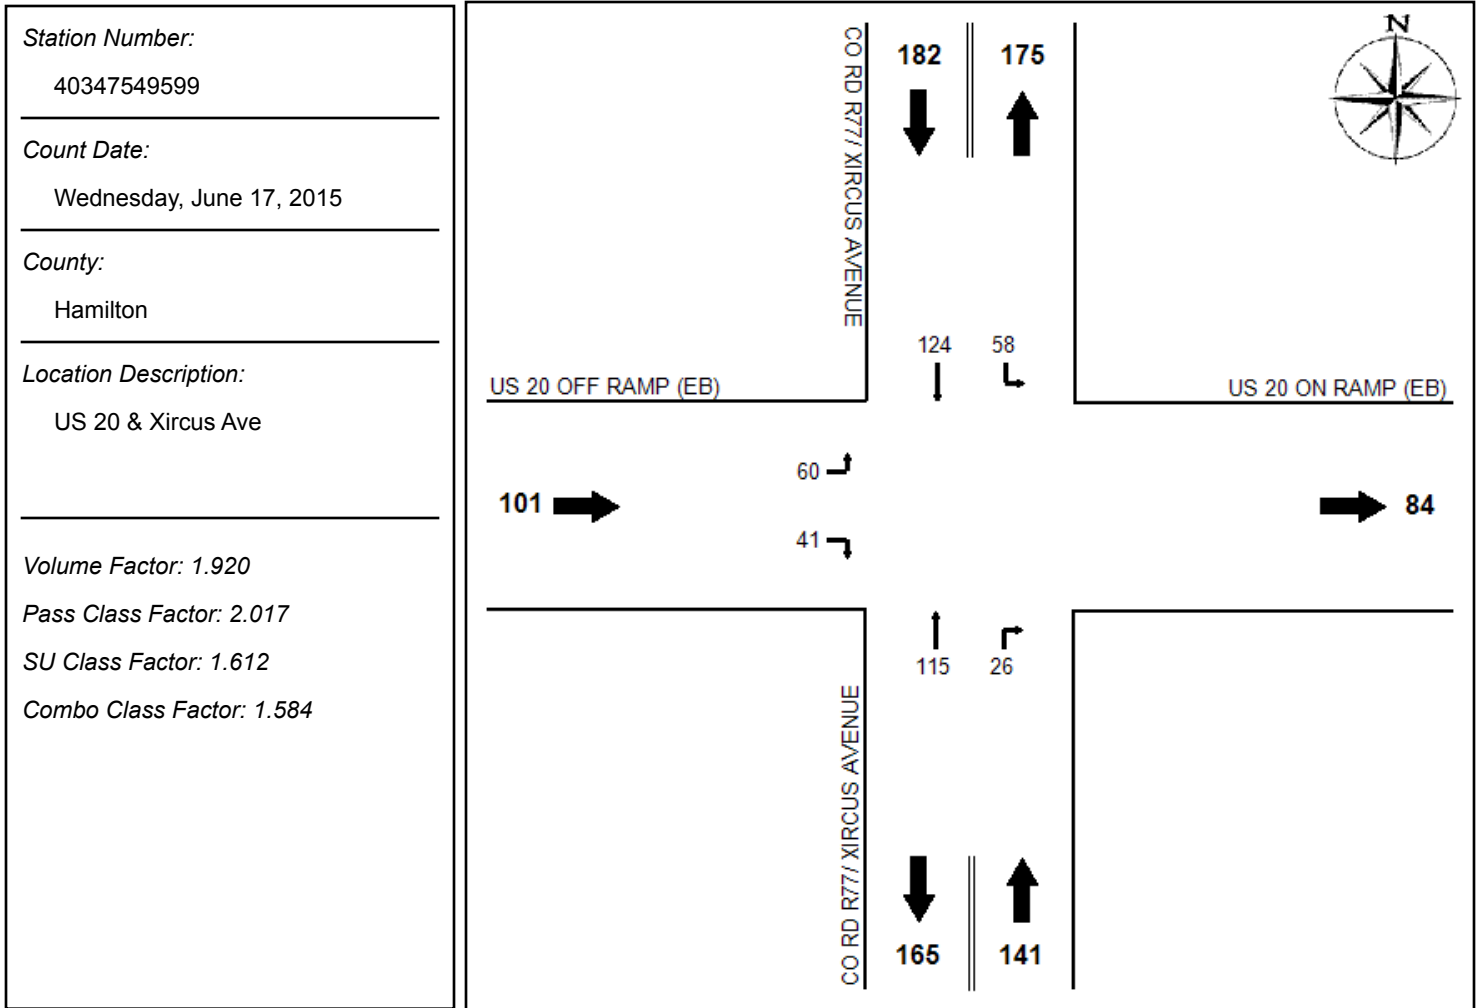 Station Number:
40347549599
Count Date:
Wednesday, June 17, 2015
County:
Hamilton
Location Description:
US 20 & Xircus Ave
Volume Factor: 1.920
Pass Class Factor: 2.017
SU Class Factor: 1.612
Combo Class Factor: 1.584
N
CO RD R77/ XIRCUS AVENUE
182 175
124 58
US 20 OFF RAMP (EB)
US 20 ON RAMP (EB)
60
101
84
41
115 26
CO RD R77/ XIRCUS AVENUE
165 141